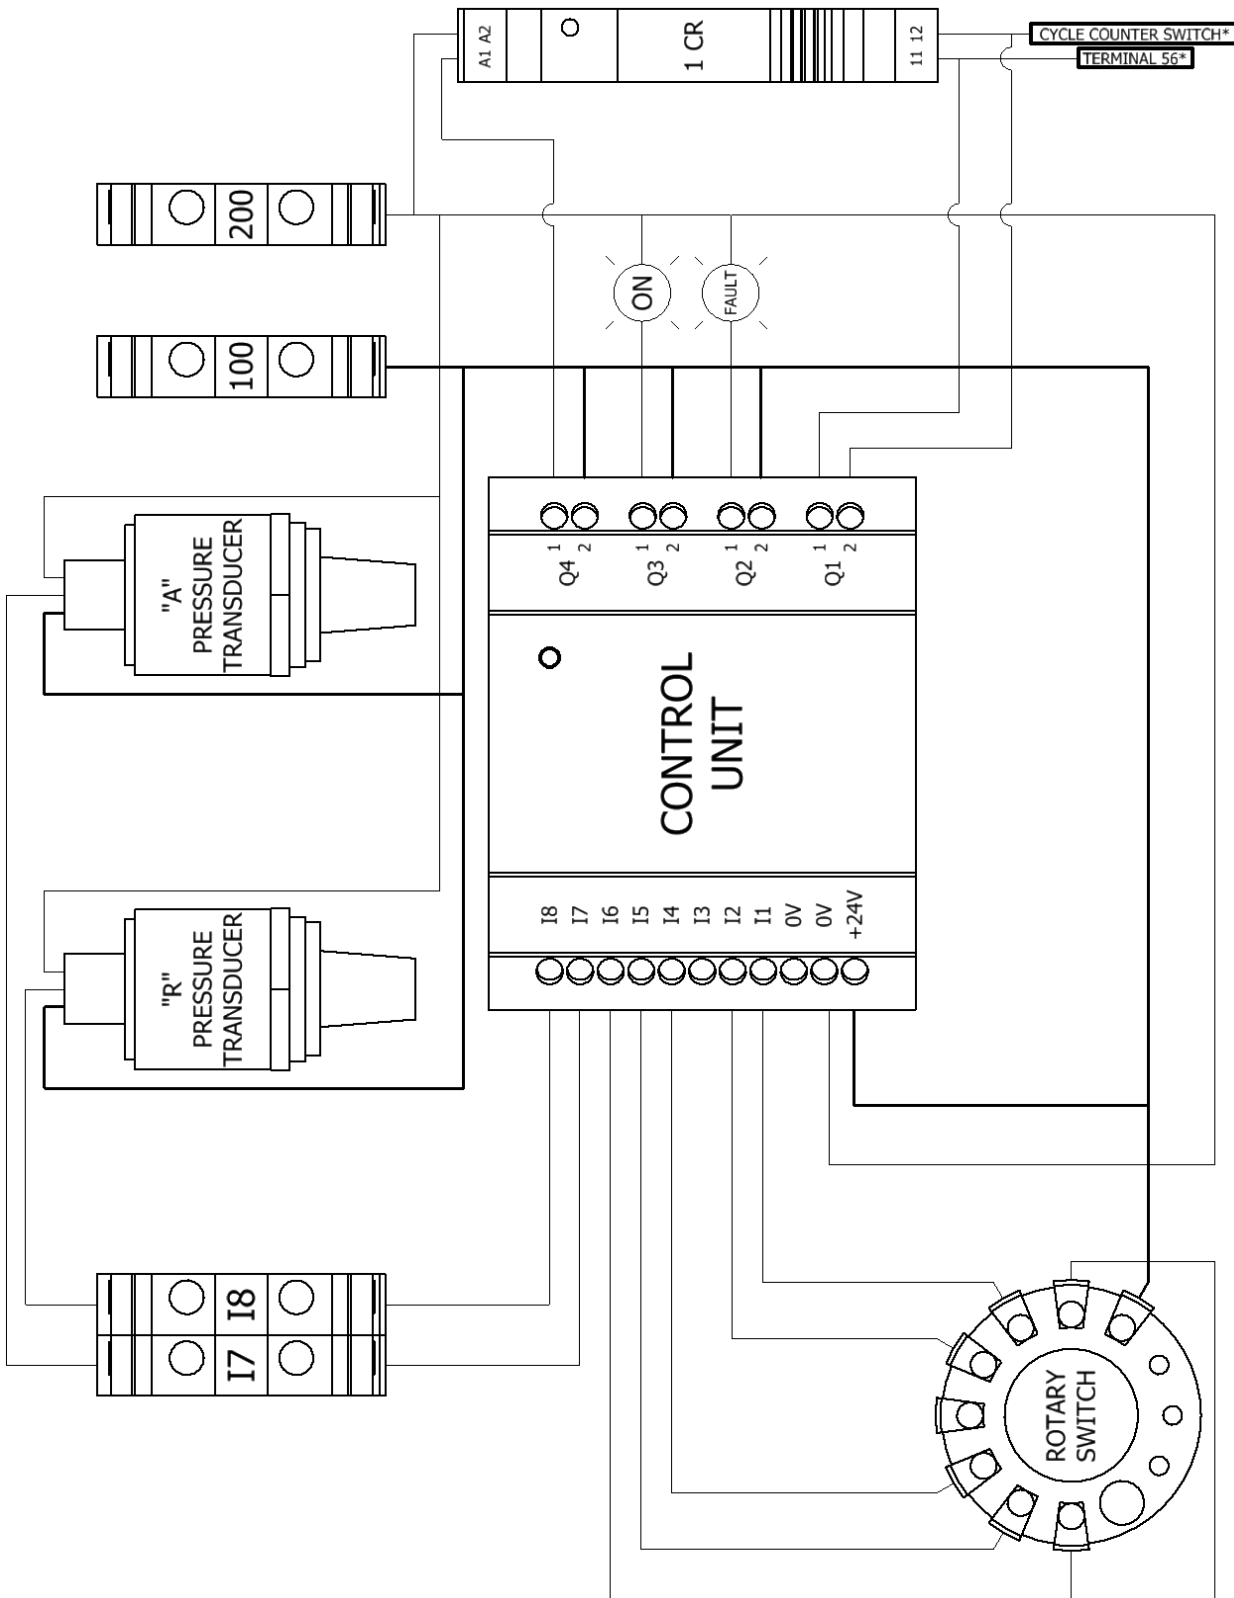 A1 A2
1 CR
11 12
CYCLE COUNTER SWITCH*
TERMINAL 56*
200
ON
FAULT
100
"A"
PRESSURE
TRANSDUCER
1
2
Q4
1
2
Q3
1
2
Q2
1
2
Q1
CONTROL
UNIT
I8
I7
I6
I5
I4
I3
I2
I1
0V
0V
+24V
"R"
PRESSURE
TRANSDUCER
I8
I7
ROTARY
SWITCH